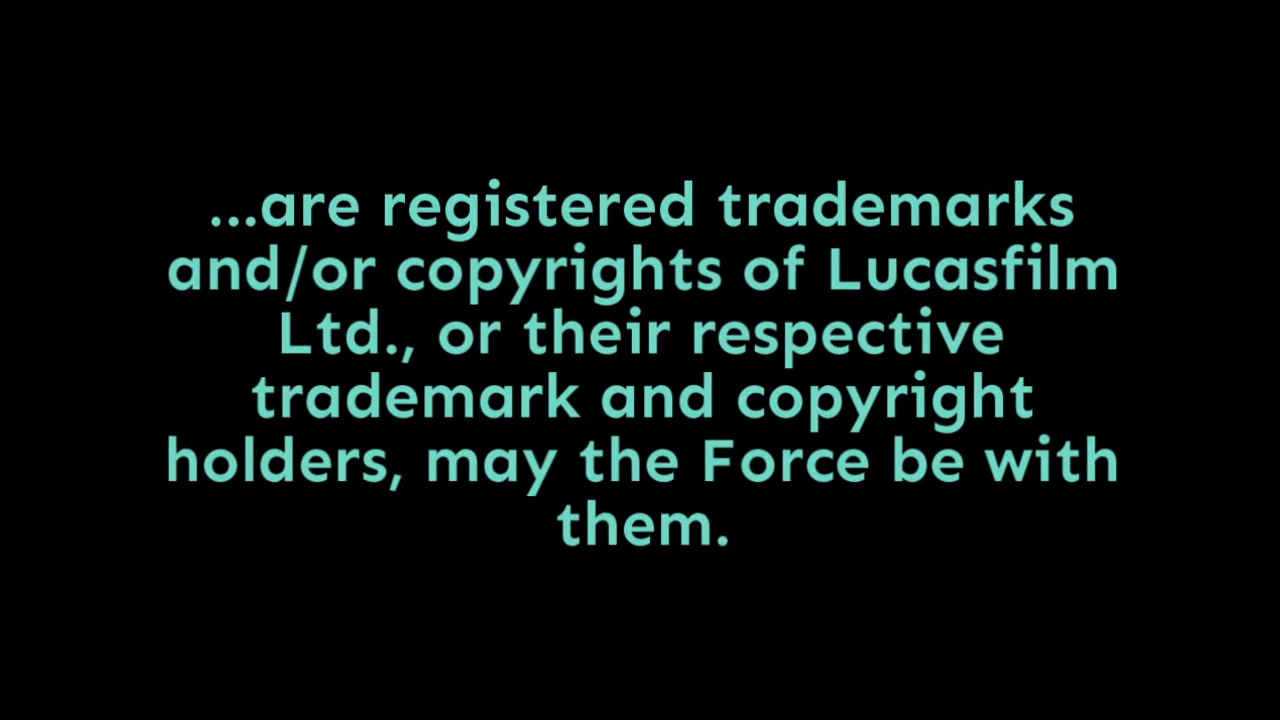 ...are registered trademarks
and/or copyrights of Lucasfilm
Ltd., or their respective
trademark and copyright
holders, may the Force be with
them.